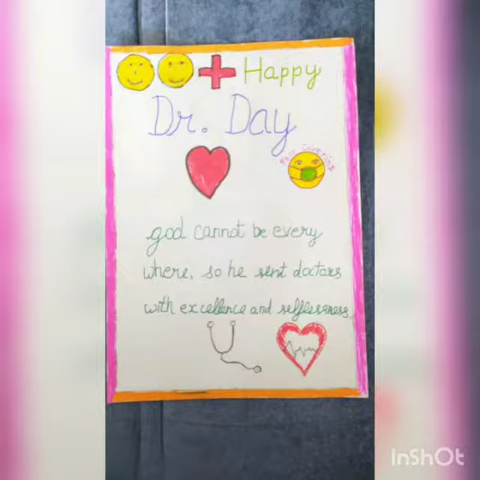 Happy
Dr. Day
god cannot be every
where, so he sent doctors
with excellence and selflessness
InShOt